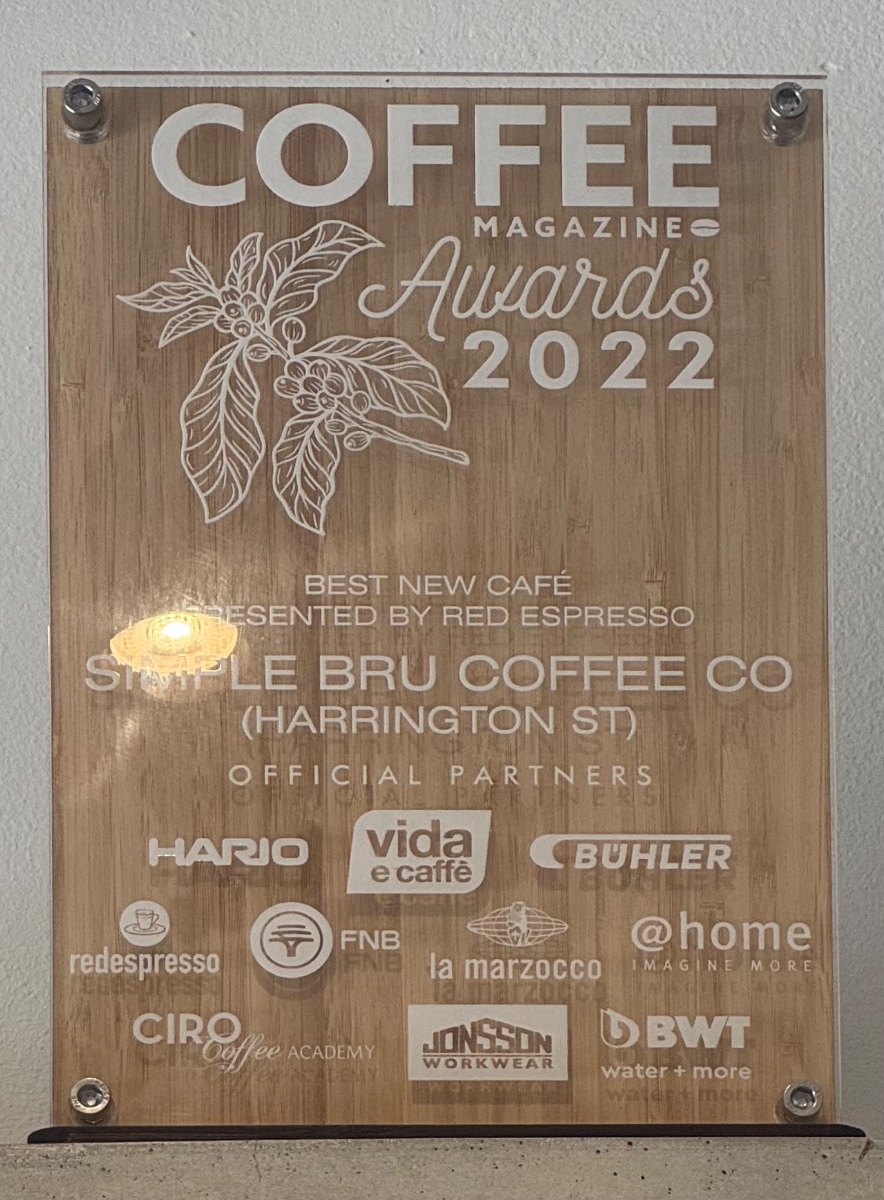 COFFEE
MAGAZINE
Awards
2022
BEST NEW CAFÉ
PRESENTED BY RED ESPRESSO
SIMPLE BRU COFFEE CO
(HARRINGTON ST)
OFFICIAL PARTNERS
HARIO
vida
e caffè
BÜHLER
redespresso
FNB
la marzocco
@home
IMAGINE MORE
CIRO
Coffee ACADEMY
JONSSON
WORKWEAR
BWT
water + more